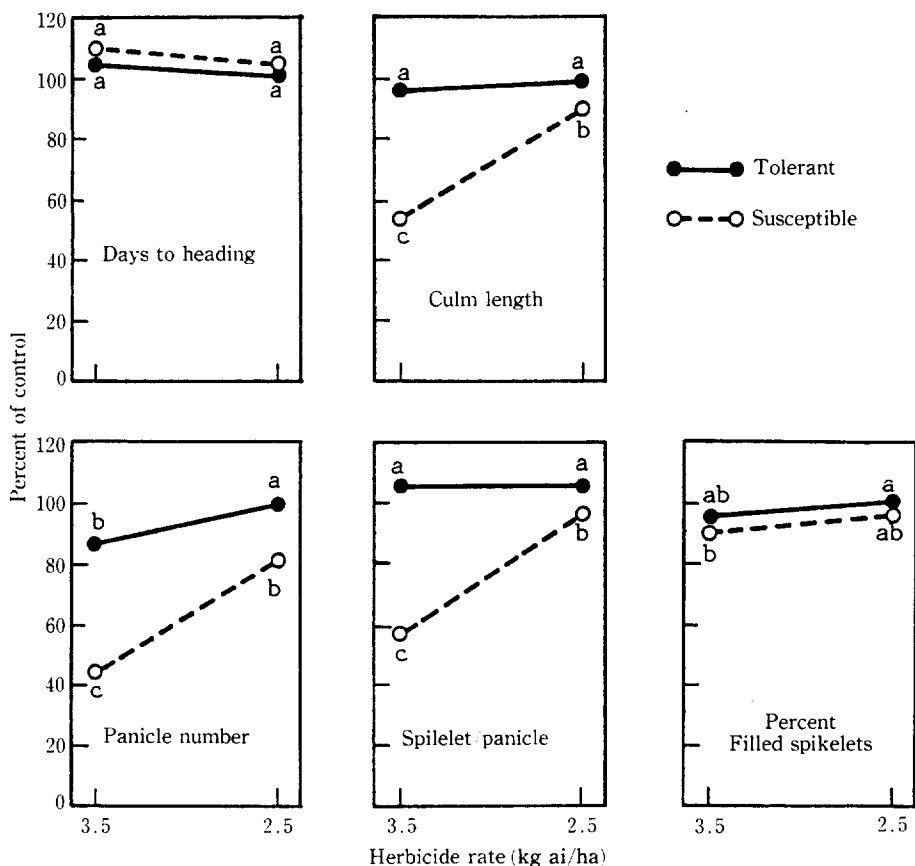 120
100
80
60
40
20
0
a
a
a
a
Days to heading
a
a
b
c
Culm length
Tolerant
Susceptible
Percent of control
120
100
80
60
40
20
0
b
a
b
c
Panicle number
3.5
2.5
a
a
b
c
Spilelet panicle
3.5
2.5
ab
a
b
ab
Percent
Filled spikelets
3.5
2.5
Herbicide rate (kg ai/ha)